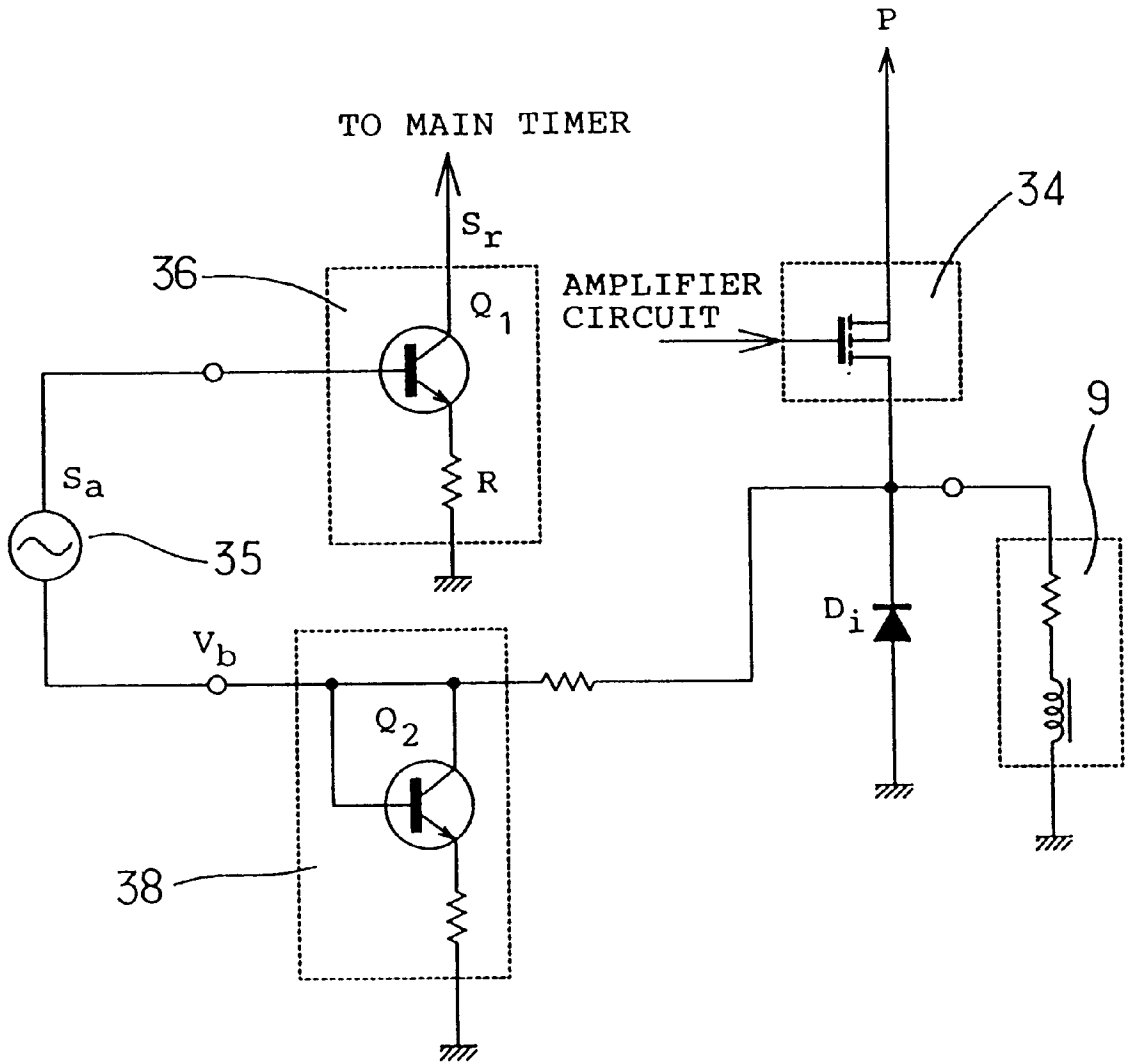 P
TO MAIN TIMER
34
Sr
36
Q1
AMPLIFIER
CIRCUIT
9
Sa
R
35
Di
Vb
Q2
38